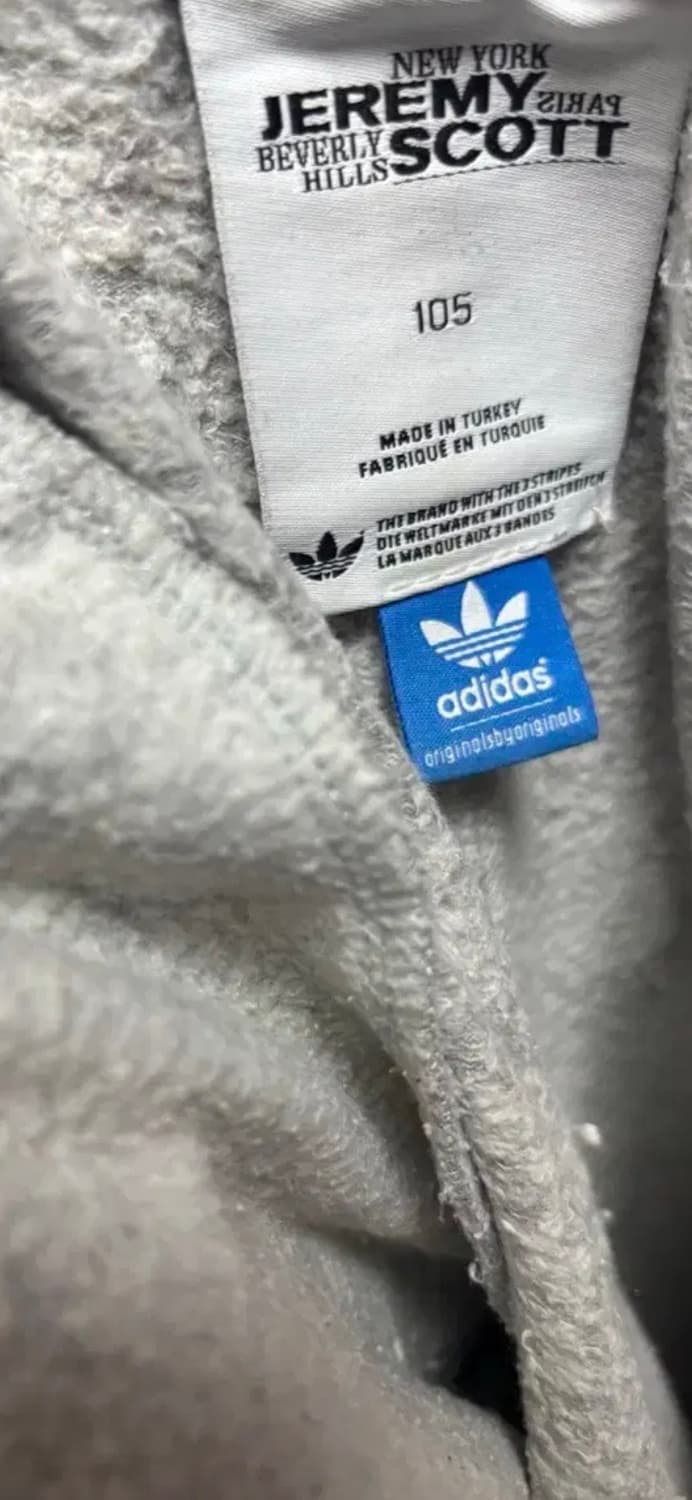 NEW YORK
JEREMY PARIS
BEVERLY SCOTT
HILLS
105
MADE IN TURKEY
FABRIQUÉ EN TURQUIE
THE BRAND WITH THE 3 STRIPES
DIE WELTMARKE MIT DEN 3 STREIFEN
LA MARQUE AUX 3 BANDES
adidas
originalsbyoriginals